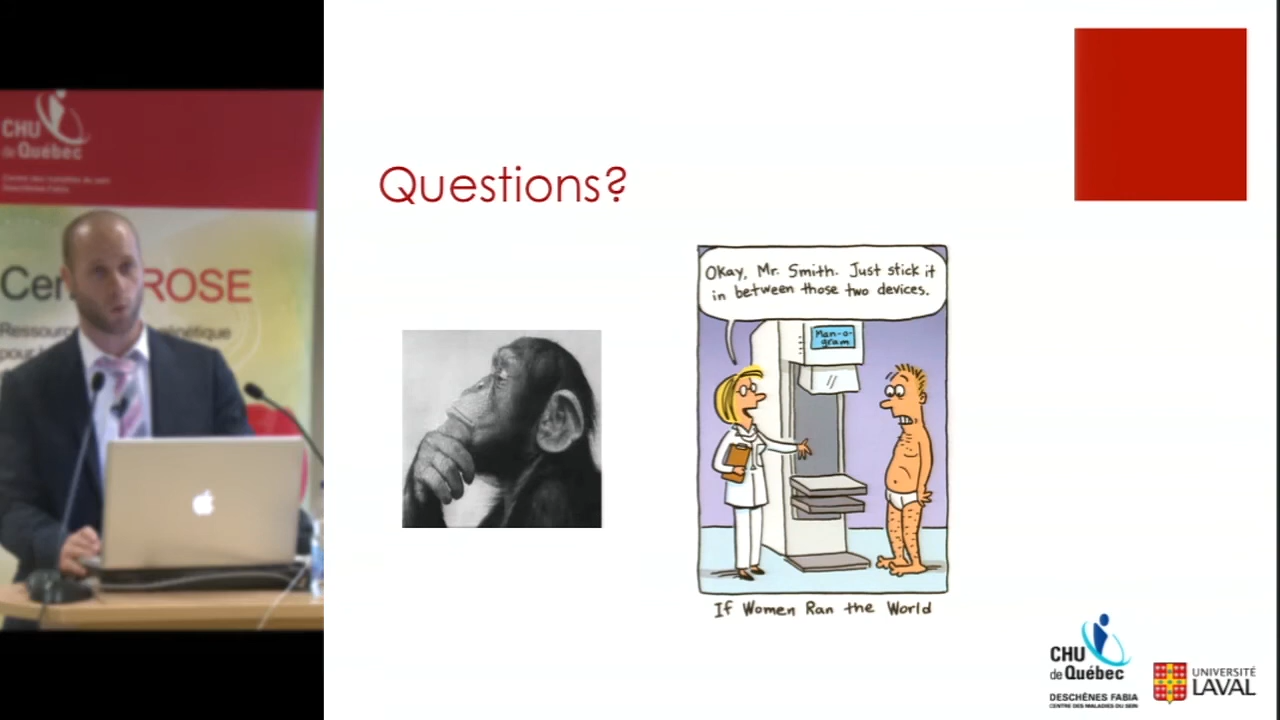 CHU
de Québec
Centre des maladies du sein
Deschênes Fabia
Cen ROSE
Ressour
pour
Questions?
Okay, Mr. Smith. Just stick it
in between those two devices.
Man-o-
gram
If Women Ran the World
CHU
de Québec
DESCHÊNES FABIA
CENTRE DES MALADIES DU SEIN
UNIVERSITÉ
LAVAL